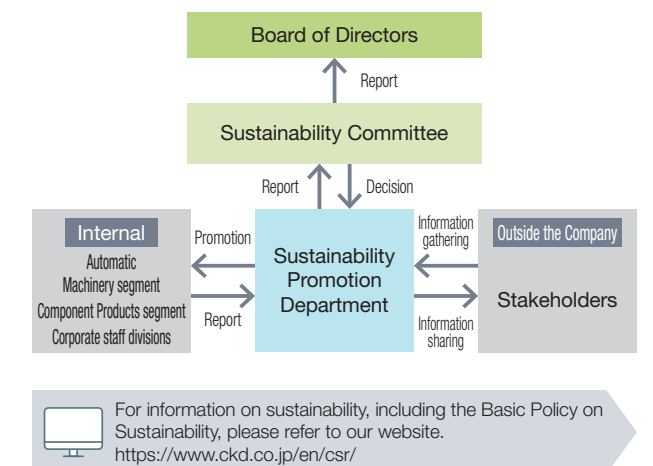 Board of Directors
Report
Sustainability Committee
Report
Decision
Internal
Automatic
Machinery segment
Component Products segment
Corporate staff divisions
Promotion
Report
Sustainability
Promotion
Department
Information
gathering
Information
sharing
Outside the Company
Stakeholders
For information on sustainability, including the Basic Policy on
Sustainability, please refer to our website.
https://www.ckd.co.jp/en/csr/